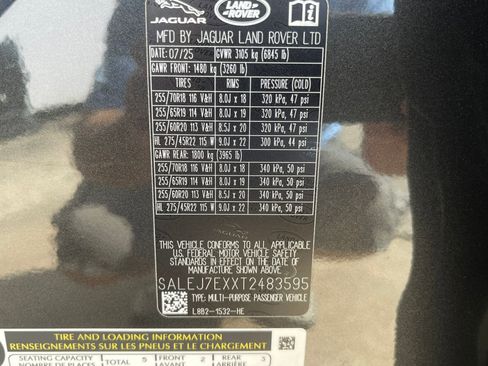 JAGUAR LAND ROVER
MFD BY JAGUAR LAND ROVER LTD
DATE: 07/25 GVWR 3105 kg (6845 lb)
GAWR FRONT: 1480 kg (3260 lb)
TIRES RIMS PRESSURE (COLD)
255/70R18 116 V&H 8.0J x 18 320 kPa, 47 psi
255/65R19 114 V&H 8.0J x 19 320 kPa, 47 psi
255/60R20 113 V&H 8.5J x 20 320 kPa, 47 psi
HL 275/45R22 115 W 9.0J x 22 300 kPa, 44 psi
GAWR REAR: 1800 kg (3965 lb)
255/70R18 116 V&H 8.0J x 18 340 kPa, 50 psi
255/65R19 114 V&H 8.0J x 19 340 kPa, 50 psi
255/60R20 113 V&H 8.5J x 20 340 kPa, 50 psi
HL 275/45R22 115 W 9.0J x 22 340 kPa, 50 psi
THIS VEHICLE CONFORMS TO ALL APPLICABLE
U.S. FEDERAL MOTOR VEHICLE SAFETY
STANDARDS IN EFFECT ON THE DATE OF
MANUFACTURE SHOWN ABOVE
SALEJ7EXXT2483595
TYPE: MULTI-PURPOSE PASSENGER VEHICLE
L8B2-1532-HE
TIRE AND LOADING INFORMATION
RENSEIGNEMENTS SUR LES PNEUS ET LE CHARGEMENT
SEATING CAPACITY TOTAL 5 FRONT 2 REAR 3
NOMBRE DE PLACES AVANT ARRIÈRE